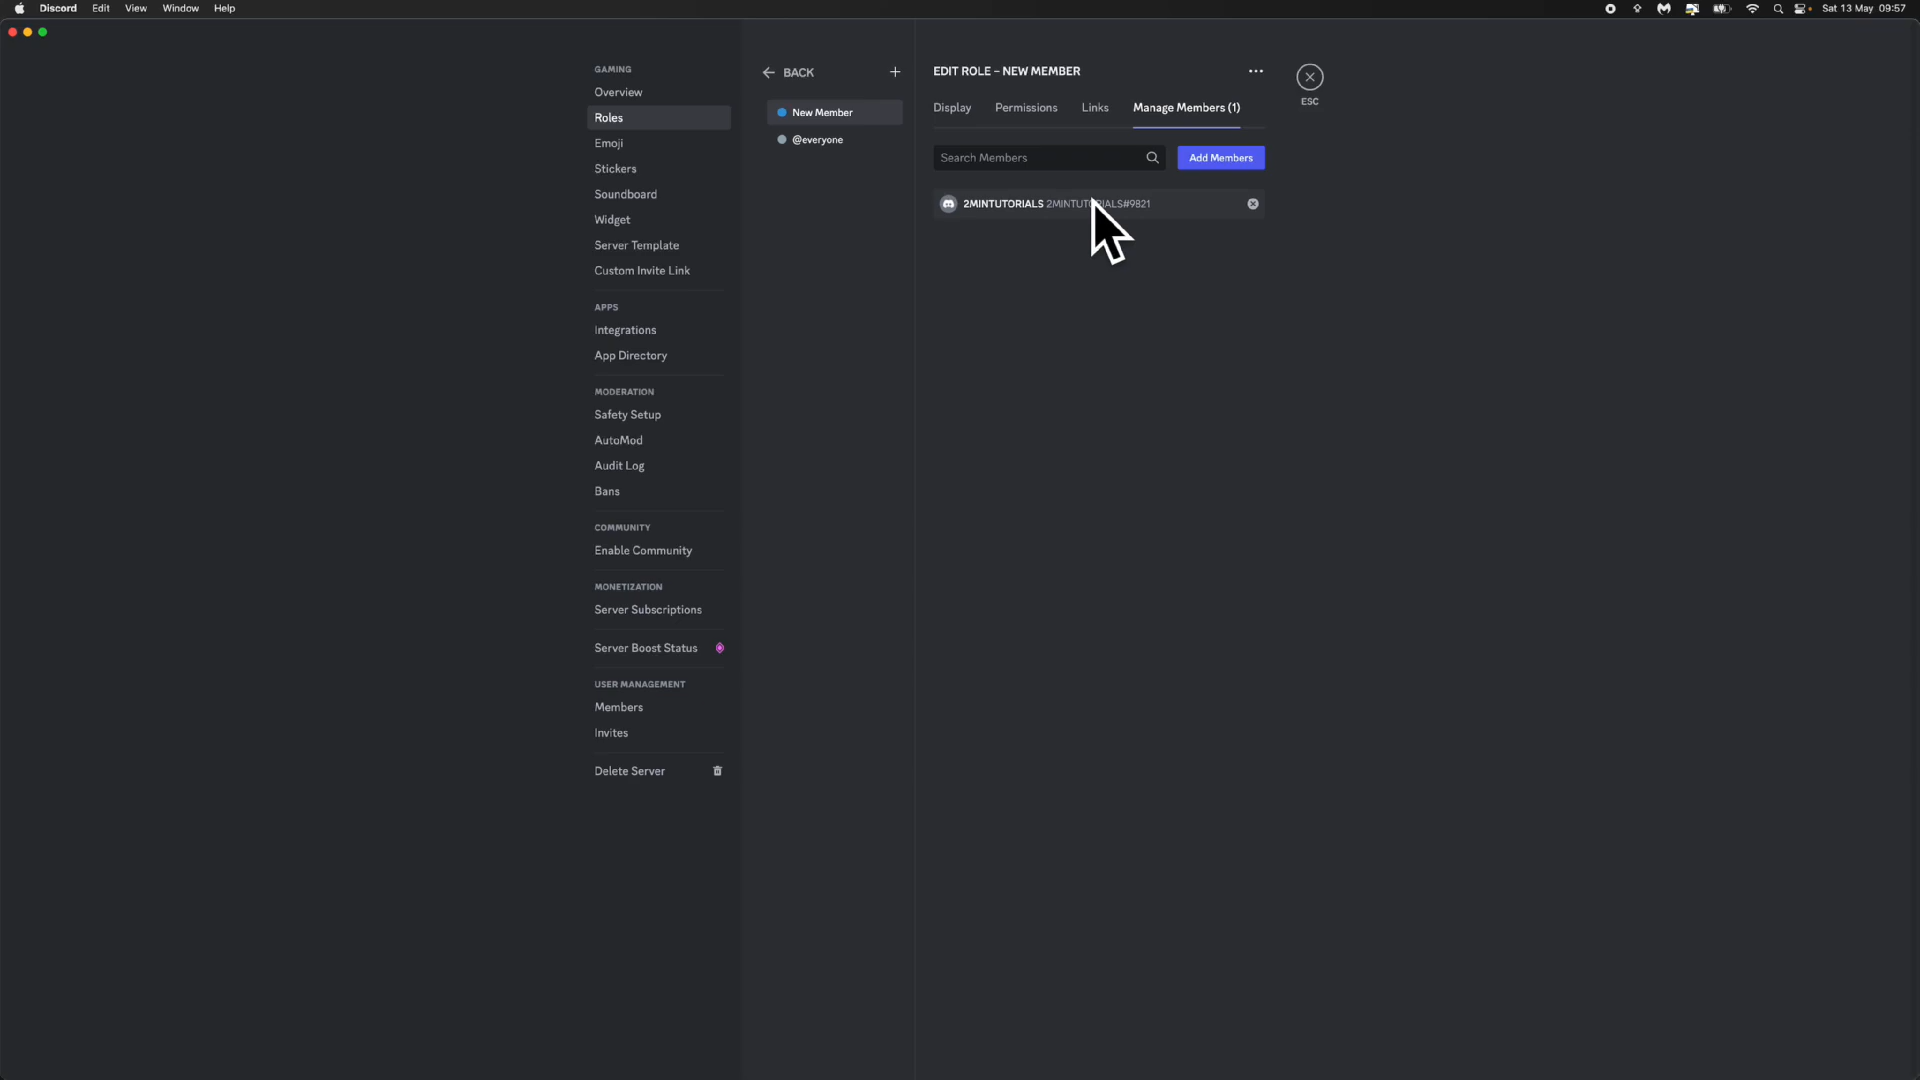 Discord Edit View Window Help
Sat 13 May 09:57
GAMING
Overview
Roles
Emoji
Stickers
Soundboard
Widget
Server Template
Custom Invite Link
APPS
Integrations
App Directory
MODERATION
Safety Setup
AutoMod
Audit Log
Bans
COMMUNITY
Enable Community
MONETIZATION
Server Subscriptions
Server Boost Status
USER MANAGEMENT
Members
Invites
Delete Server
BACK
New Member
@everyone
EDIT ROLE – NEW MEMBER
Display Permissions Links Manage Members (1)
Search Members Add Members
2MINTUTORIALS 2MINTUTORIALS#9821
ESC